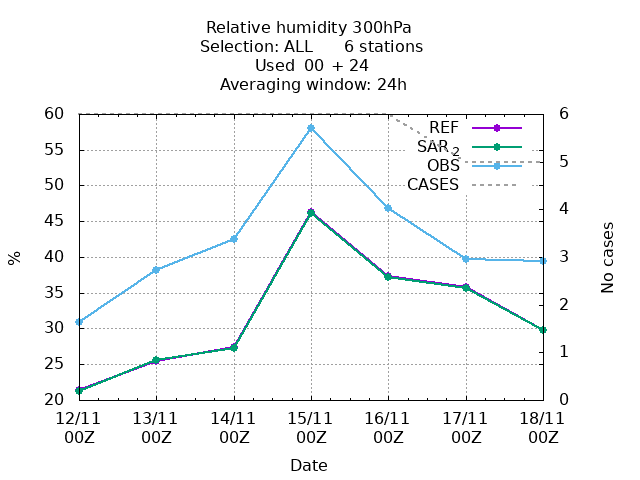 Relative humidity 300hPa
Selection: ALL 6 stations
Used 00 + 24
Averaging window: 24h
60 6
REF
SAR_2
OBS
CASES
55 5
50
45 4
40 3
35
30 2
25 1
20 0
%
No cases
12/11 13/11 14/11 15/11 16/11 17/11 18/11
00Z 00Z 00Z 00Z 00Z 00Z 00Z
Date